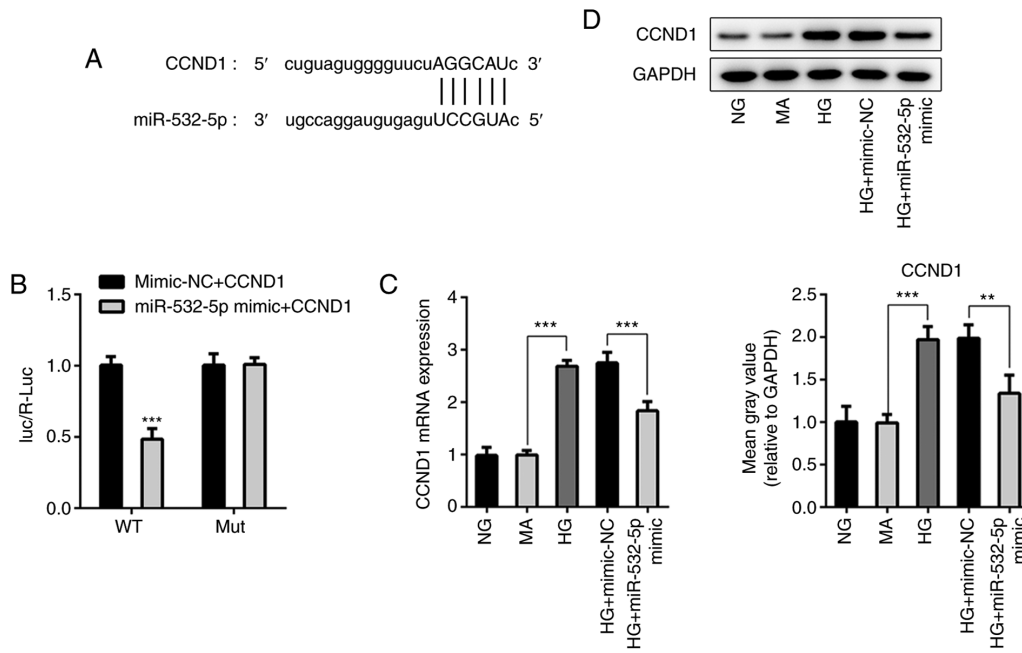 A
CCND1 : 5′ cuguaguggggu​ucuAGGCAUc 3′
miR-532-5p : 3′ ugccaggaugugaguUCCGUAc 5′
D
CCND1
GAPDH
NG
MA
HG
HG+mimic-NC
HG+miR-532-5p
mimic
B
Mimic-NC+CCND1
miR-532-5p mimic+CCND1
luc/R-Luc
1.5
1.0
0.5
0.0
***
WT
Mut
C
CCND1 mRNA expression
4
3
2
1
0
***
***
NG
MA
HG
HG+mimic-NC
HG+miR-532-5p
mimic
CCND1
Mean gray value
(relative to GAPDH)
2.5
2.0
1.5
1.0
0.5
0.0
***
**
NG
MA
HG
HG+mimic-NC
HG+miR-532-5p
mimic